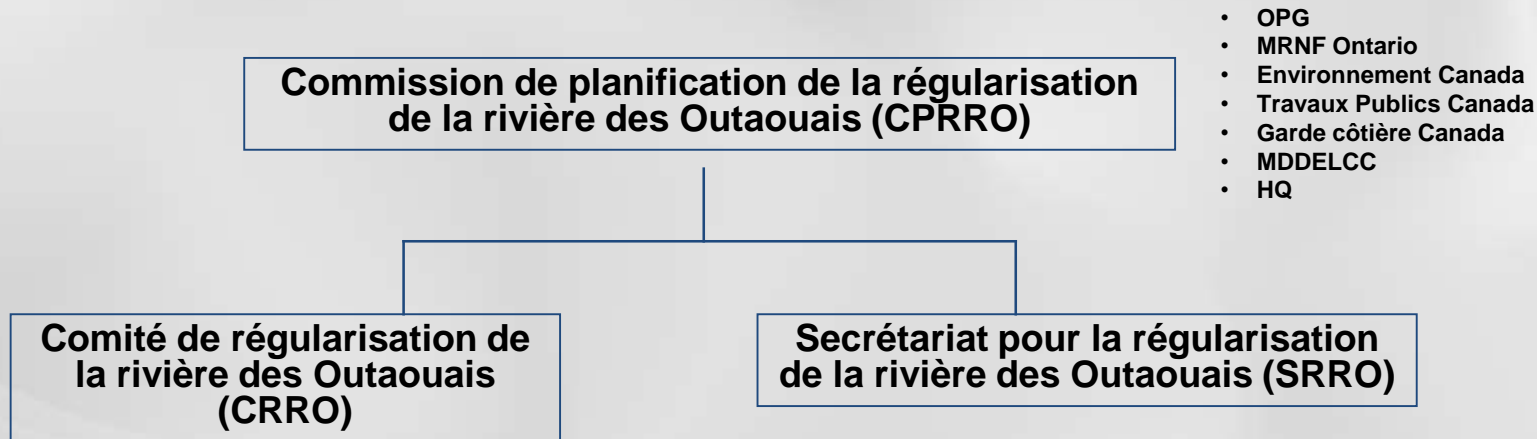 • OPG
• MRNF Ontario
• Environnement Canada
• Travaux Publics Canada
• Garde côtière Canada
• MDDELCC
• HQ
Commission de planification de la régularisation
de la rivière des Outaouais (CPRRO)
Comité de régularisation de
la rivière des Outaouais
(CRRO)
Secrétariat pour la régularisation
de la rivière des Outaouais (SRRO)